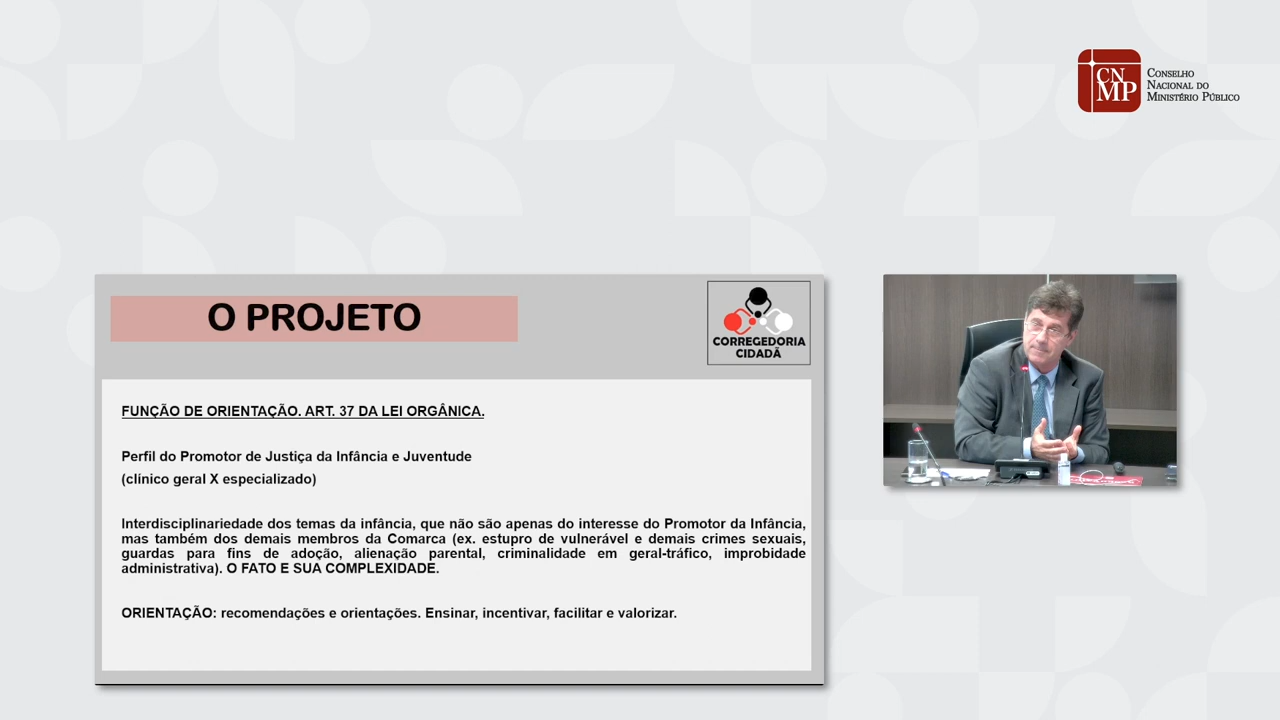 CN
MP
CONSELHO
NACIONAL DO
MINISTÉRIO PÚBLICO
O PROJETO
CORREGEDORIA
CIDADÃ
FUNÇÃO DE ORIENTAÇÃO. ART. 37 DA LEI ORGÂNICA.
Perfil do Promotor de Justiça da Infância e Juventude
(clínico geral X especializado)
Interdisciplinariedade dos temas da infância, que não são apenas do interesse do Promotor da Infância,
mas também dos demais membros da Comarca (ex. estupro de vulnerável e demais crimes sexuais,
guardas para fins de adoção, alienação parental, criminalidade em geral-tráfico, improbidade
administrativa). O FATO E SUA COMPLEXIDADE.
ORIENTAÇÃO: recomendações e orientações. Ensinar, incentivar, facilitar e valorizar.